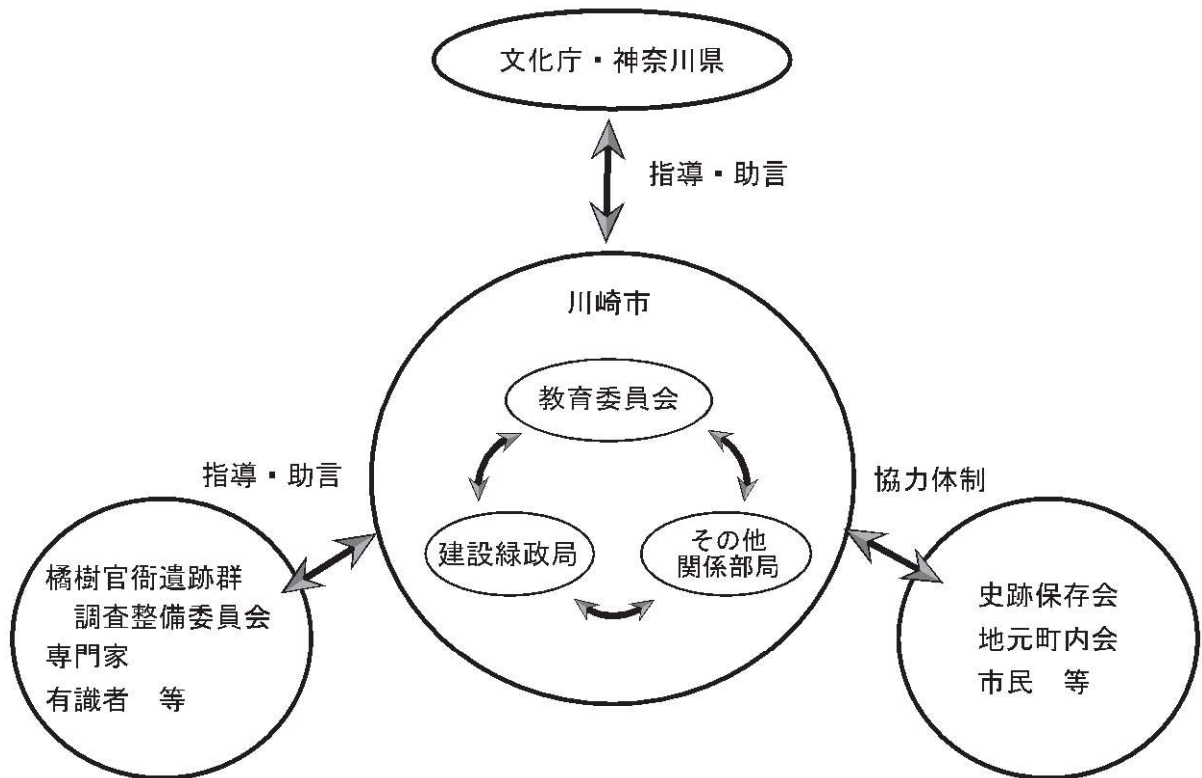 文化庁・神奈川県
指導・助言
川崎市
教育委員会
建設緑政局
その他
関係部局
指導・助言
橘樹官衙遺跡群
調査整備委員会
専門家
有識者　等
協力体制
史跡保存会
地元町内会
市民　等